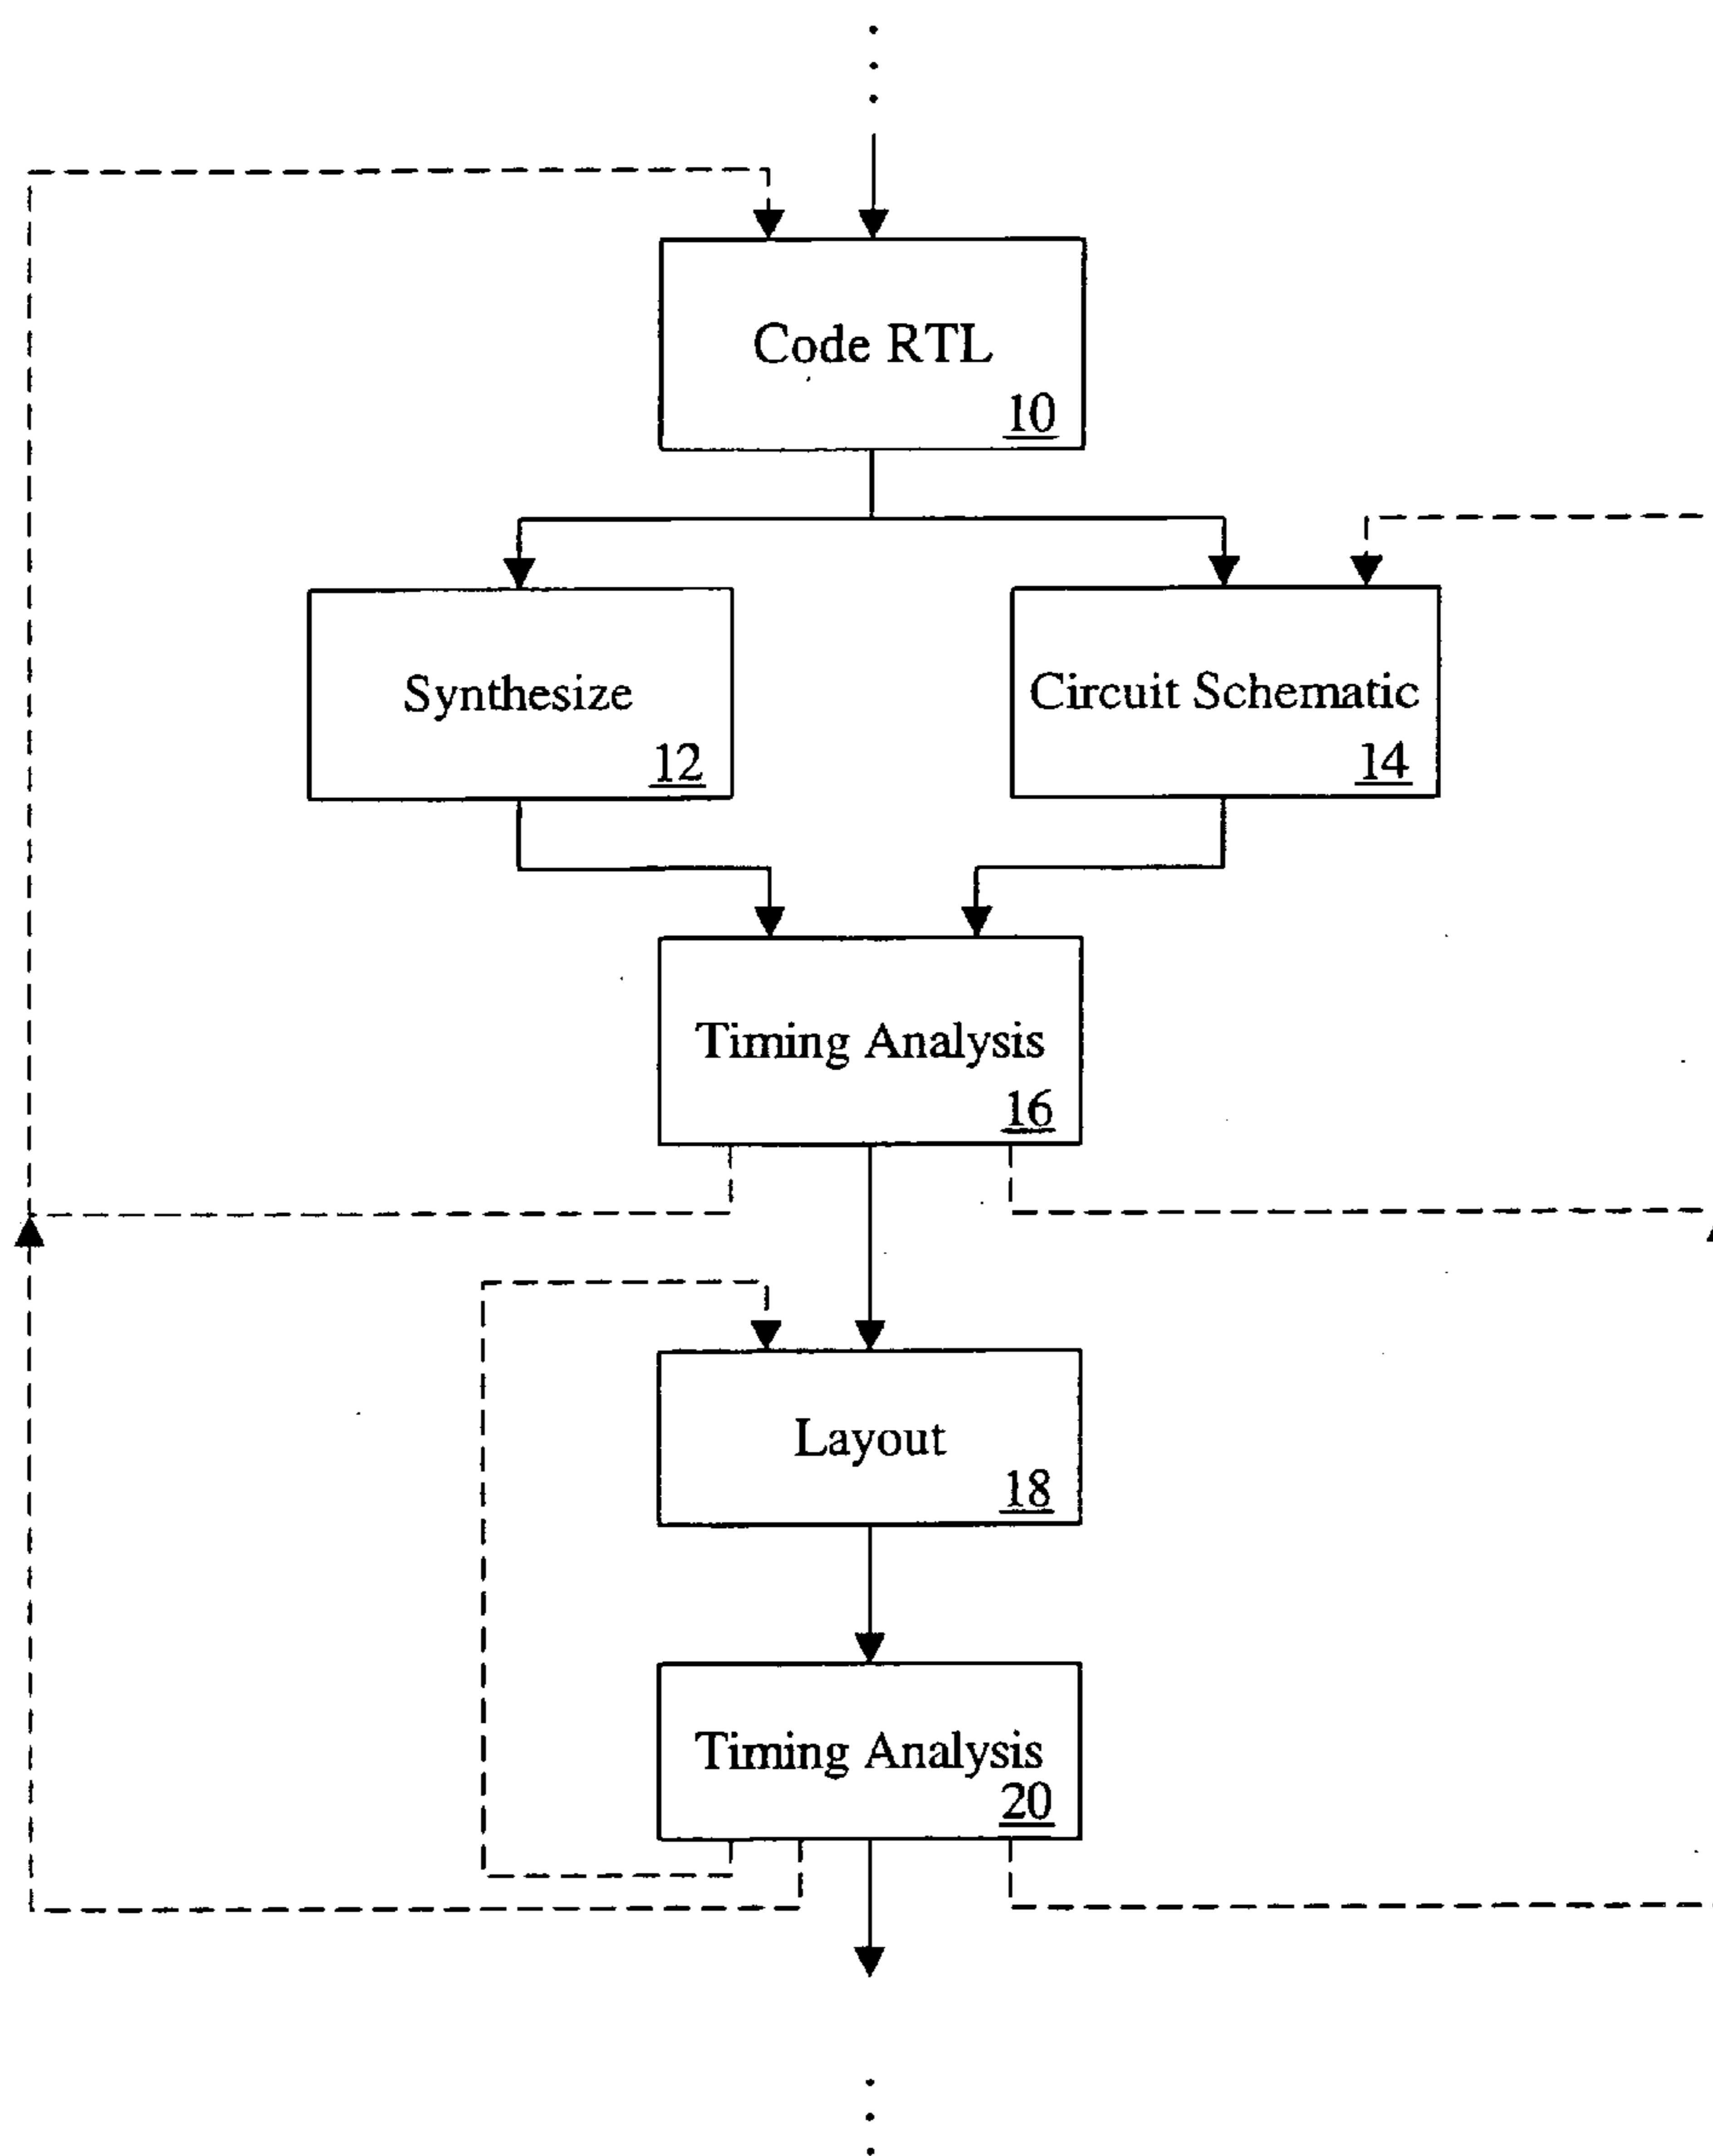 Code RTL
10
Synthesize
12
Circuit Schematic
14
Timing Analysis
16
Layout
18
Timing Analysis
20